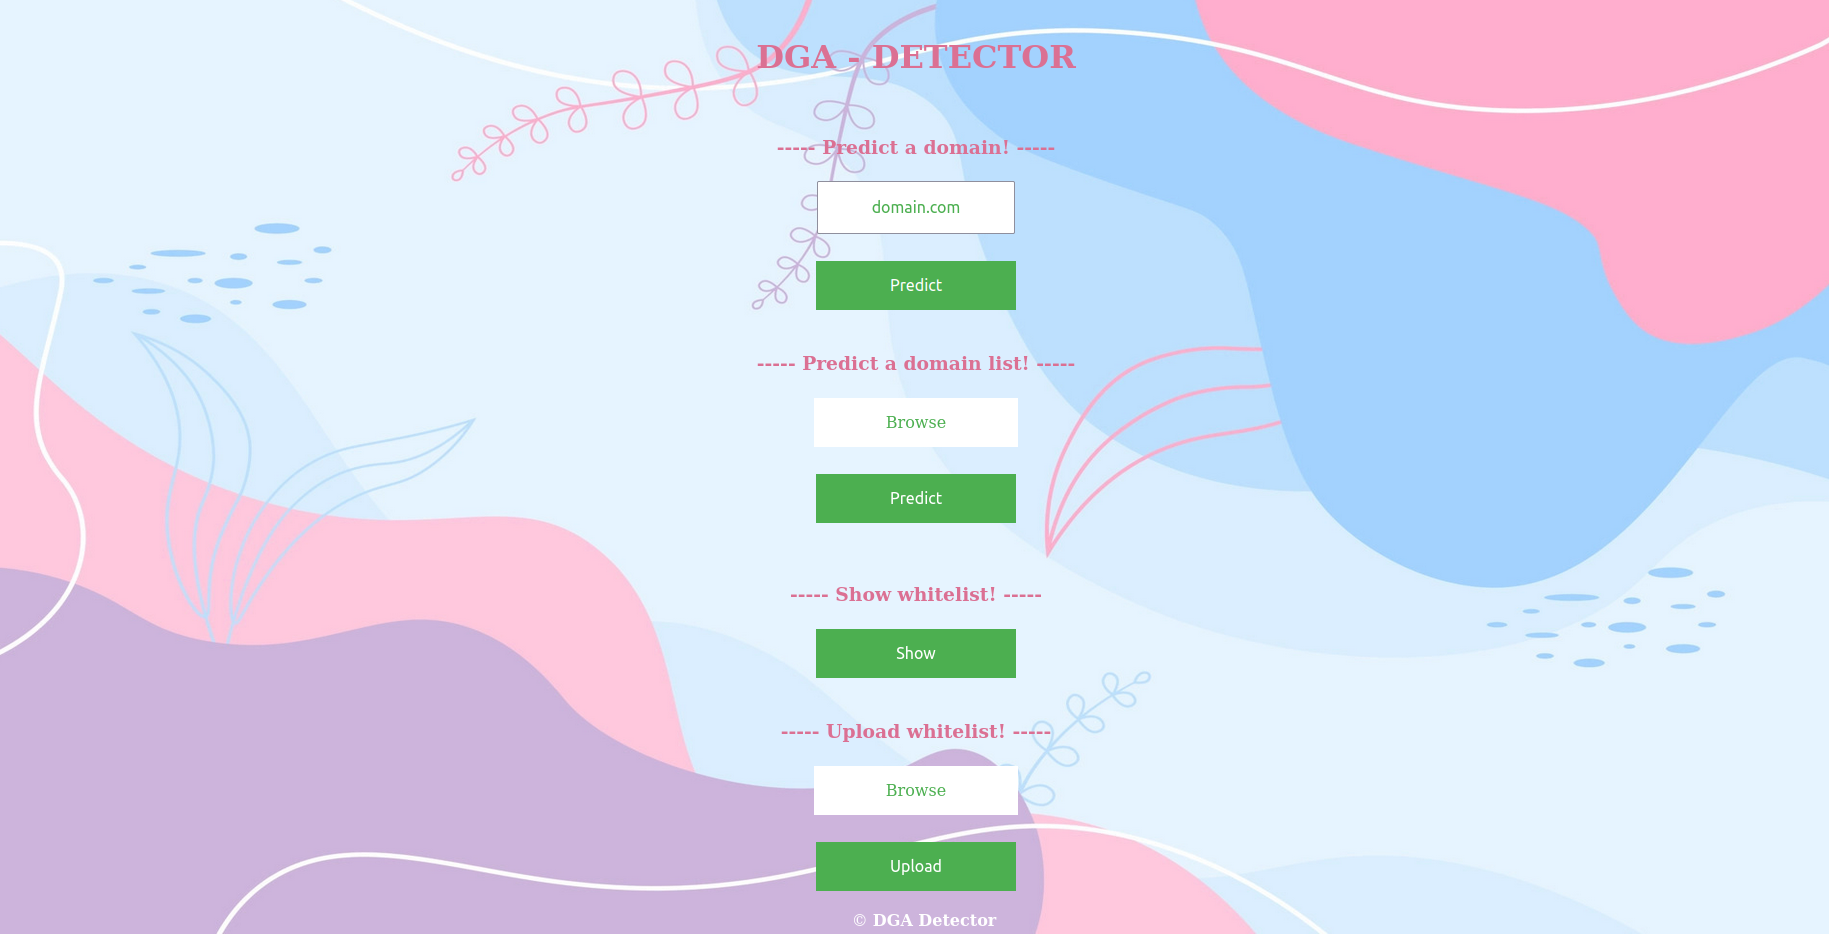 DGA - DETECTOR
----- Predict a domain! -----
domain.com
Predict
----- Predict a domain list! -----
Browse
Predict
----- Show whitelist! -----
Show
----- Upload whitelist! -----
Browse
Upload
© DGA Detector